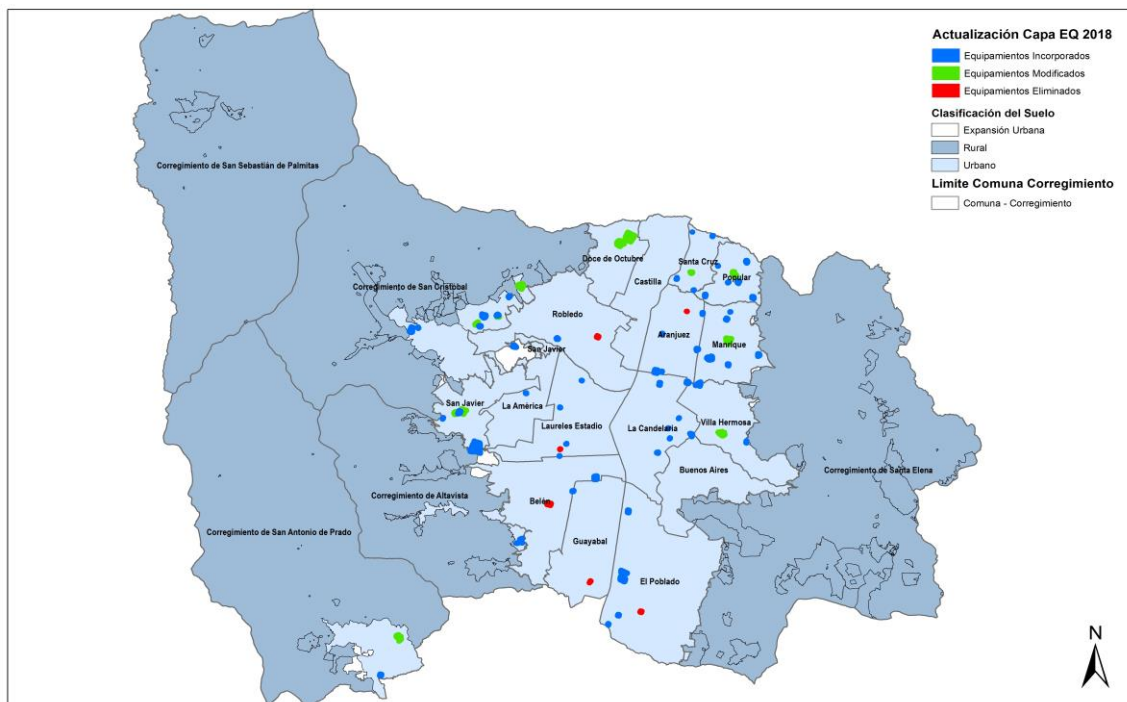 Actualización Capa EQ 2018
Equipamientos Incorporados
Equipamientos Modificados
Equipamientos Eliminados
Clasificación del Suelo
Expansión Urbana
Rural
Urbano
Limite Comuna Corregimiento
Comuna - Corregimiento
Corregimiento de San Sebastián de Palmitas
Doce de Octubre
Santa Cruz
Popular
Castilla
Corregimiento de San Cristóbal
Robledo
Aranjuez
Manrique
San Javier
San Javier
La América
Laureles Estadio
La Candelaria
Villa Hermosa
Buenos Aires
Corregimiento de Santa Elena
Corregimiento de Altavista
Belén
Corregimiento de San Antonio de Prado
Guayabal
El Poblado
N